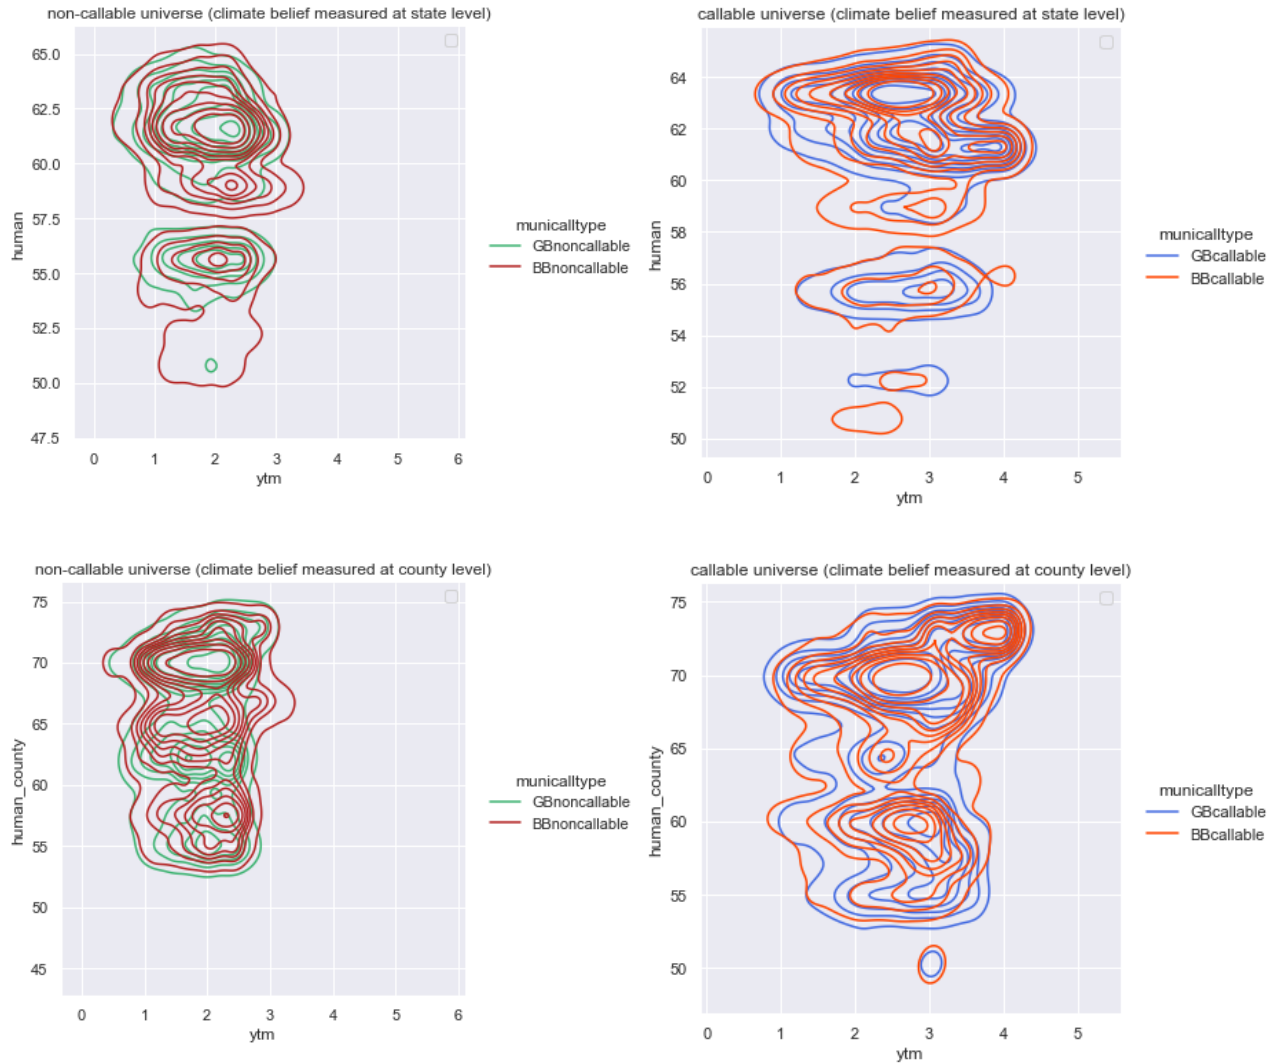 non-callable universe (climate belief measured at state level)
65.0
62.5
60.0
57.5
55.0
52.5
50.0
47.5
human
0 1 2 3 4 5 6
ytm
municalltype
GBnoncallable
BBnoncallable
callable universe (climate belief measured at state level)
64
62
60
58
56
54
52
50
human
0 1 2 3 4 5
ytm
municalltype
GBcallable
BBcallable
non-callable universe (climate belief measured at county level)
75
70
65
60
55
50
45
human_county
0 1 2 3 4 5 6
ytm
municalltype
GBnoncallable
BBnoncallable
callable universe (climate belief measured at county level)
75
70
65
60
55
50
human_county
0 1 2 3 4 5
ytm
municalltype
GBcallable
BBcallable